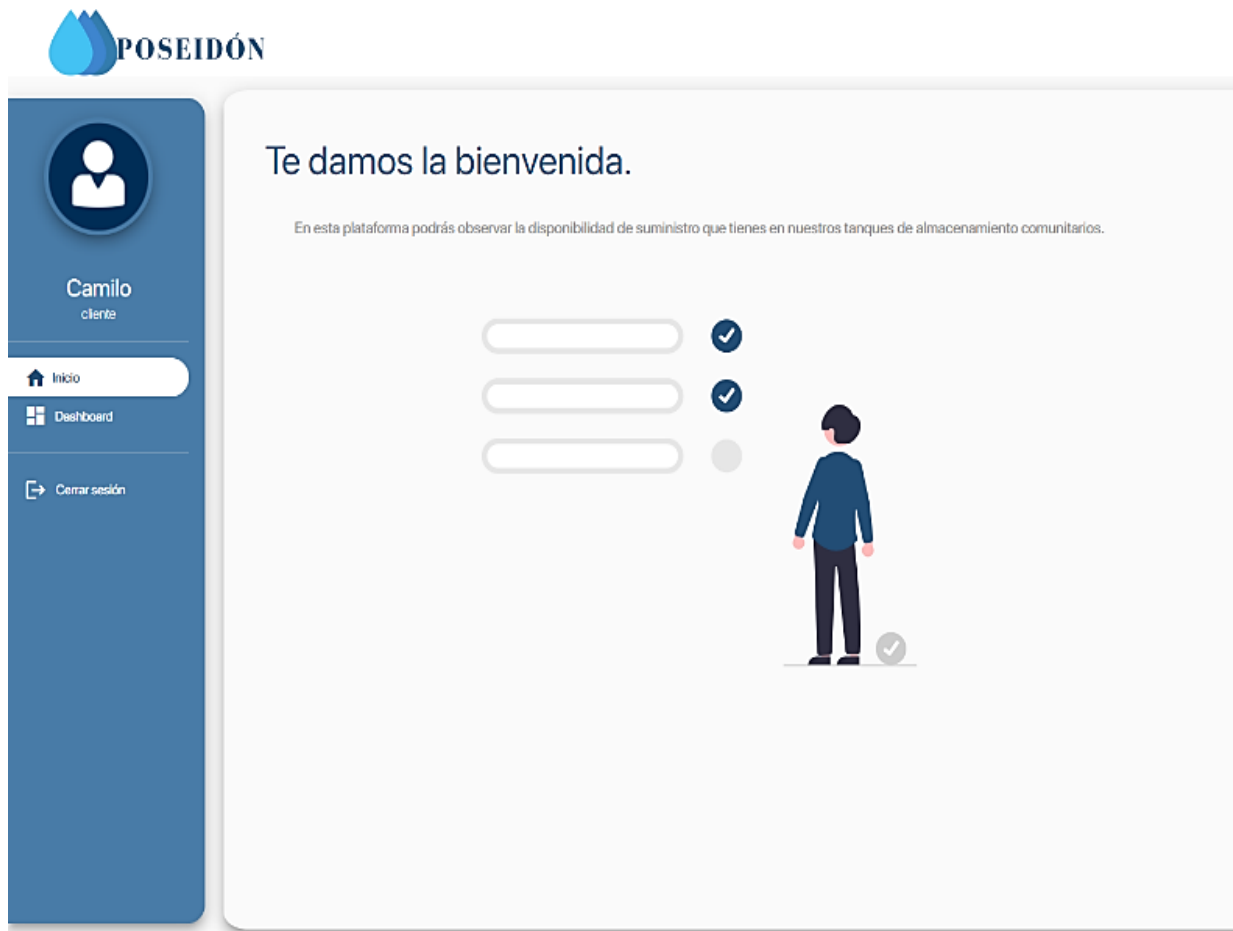 POSEIDÓN
Te damos la bienvenida.
En esta plataforma podrás observar la disponibilidad de suministro que tienes en nuestros tanques de almacenamiento comunitarios.
Camilo
cliente
Inicio
Dashboard
Cerrar sesión